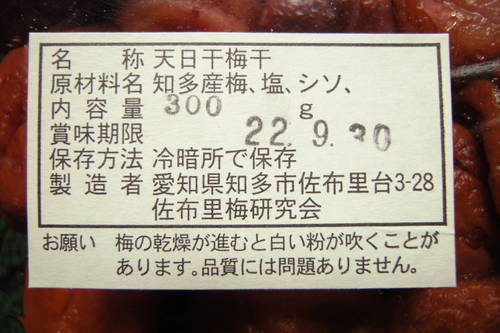 名 称 天日干梅干
原材料名 知多産梅、塩、シソ、
内容量 300 g
賞味期限 22.9.30
保存方法 冷暗所で保存
製造者 愛知県知多市佐布里台3-28
佐布里梅研究会
お願い 梅の乾燥が進むと白い粉が吹くことが
あります。品質には問題ありません。